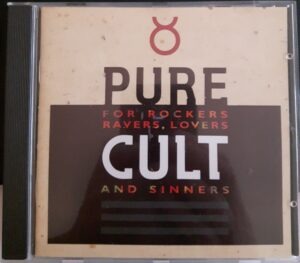 PURE
FOR ROCKERS
RAVERS, LOVERS
CULT
AND SINNERS